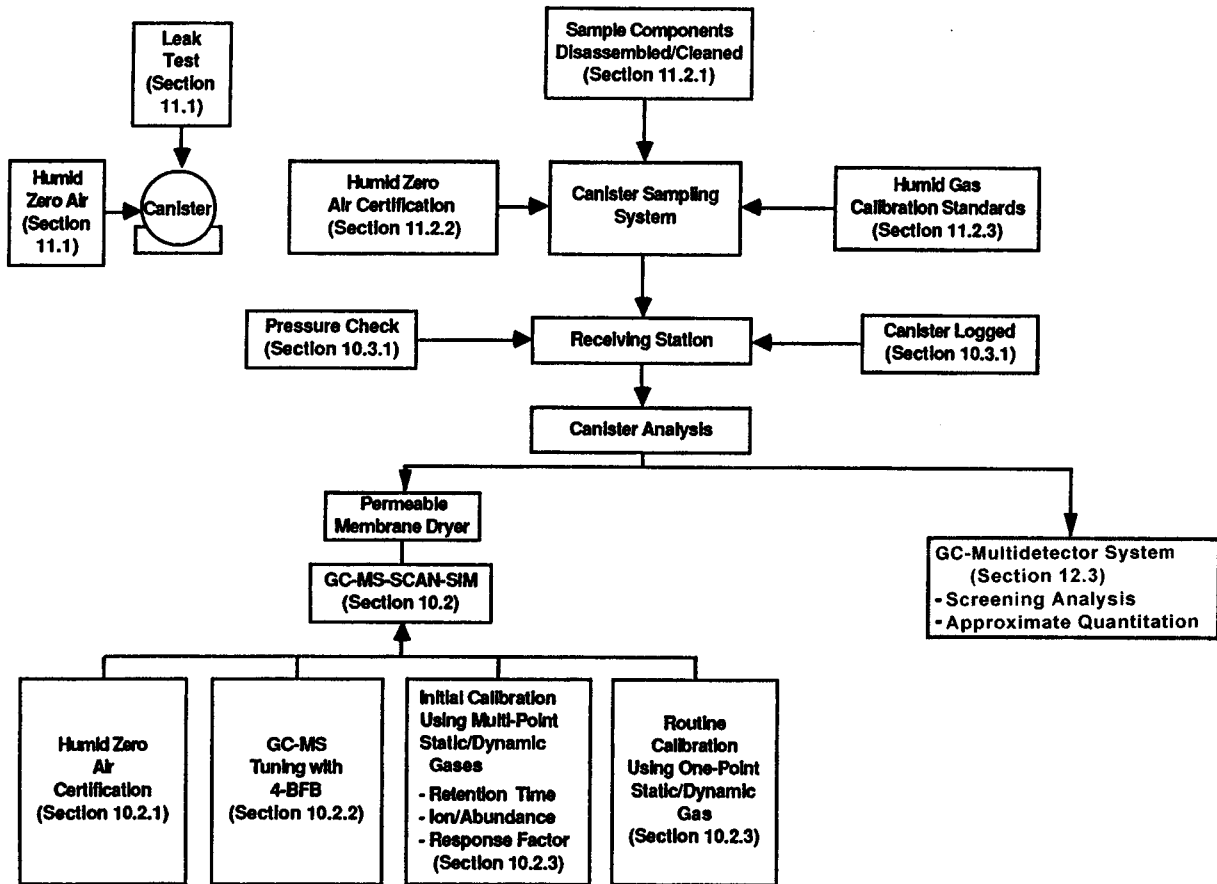 Leak
Test
(Section
11.1)
Sample Components
Disassembled/Cleaned
(Section 11.2.1)
Humid
Zero Air
(Section
11.1)
Canister
Humid Zero
Air Certification
(Section 11.2.2)
Canister Sampling
System
Humid Gas
Calibration Standards
(Section 11.2.3)
Pressure Check
(Section 10.3.1)
Receiving Station
Canister Logged
(Section 10.3.1)
Canister Analysis
Permeable
Membrane Dryer
GC-MS-SCAN-SIM
(Section 10.2)
GC-Multidetector System
(Section 12.3)
- Screening Analysis
- Approximate Quantitation
Humid Zero
Air
Certification
(Section 10.2.1)
GC-MS
Tuning with
4-BFB
(Section 10.2.2)
Initial Calibration
Using Multi-Point
Static/Dynamic
Gases
- Retention Time
- Ion/Abundance
- Response Factor
(Section 10.2.3)
Routine
Calibration
Using One-Point
Static/Dynamic
Gas
(Section 10.2.3)